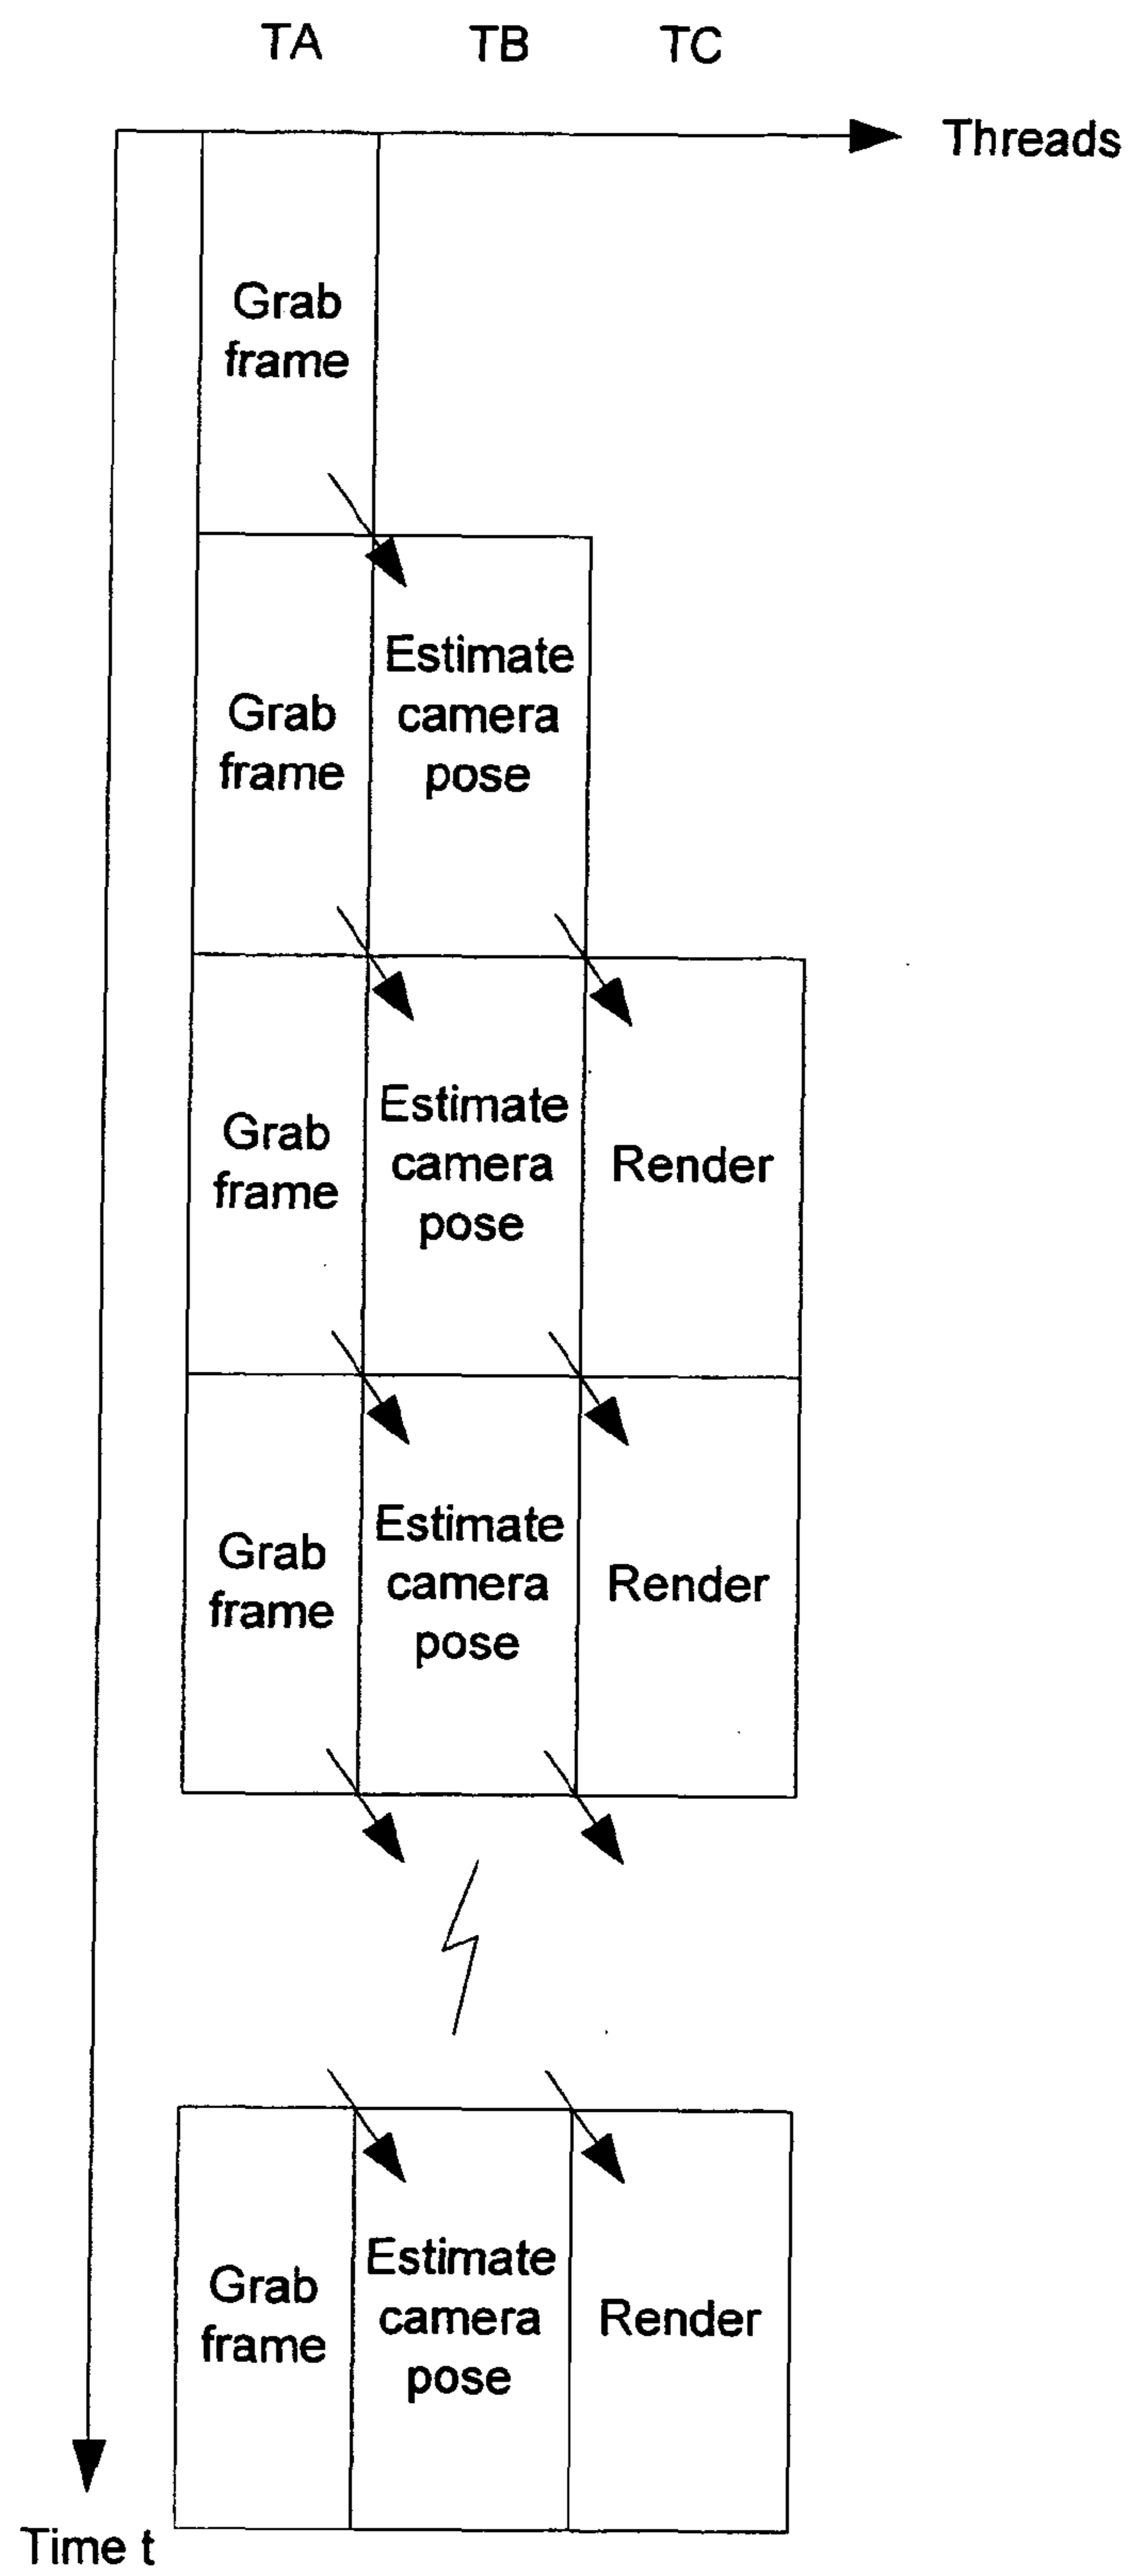 TA TB TC
Threads
Grab
frame
Grab
frame
Estimate
camera
pose
Grab
frame
Estimate
camera
pose
Render
Grab
frame
Estimate
camera
pose
Render
Grab
frame
Estimate
camera
pose
Render
Time t